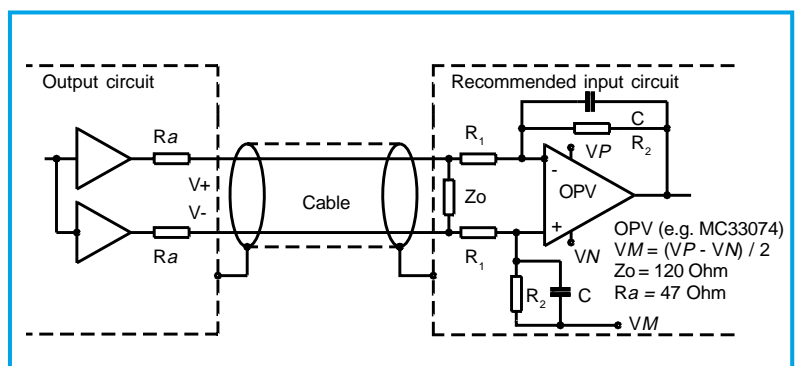 Output circuit
Recommended input circuit
Ra
V+
V-
Ra
Cable
Zo
R1
R1
C
R2
VP
-
OPV
+
VN
R2
C
VM
OPV (e.g. MC33074)
VM = (VP - VN) / 2
Zo = 120 Ohm
Ra = 47 Ohm